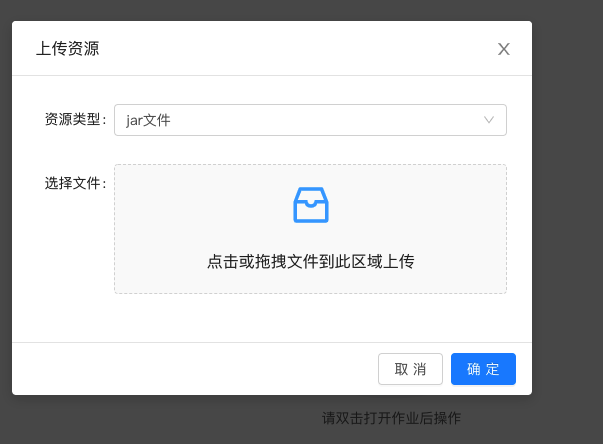 上传资源
资源类型:
jar文件
选择文件:
点击或拖拽文件到此区域上传
取 消
确 定
请双击打开作业后操作